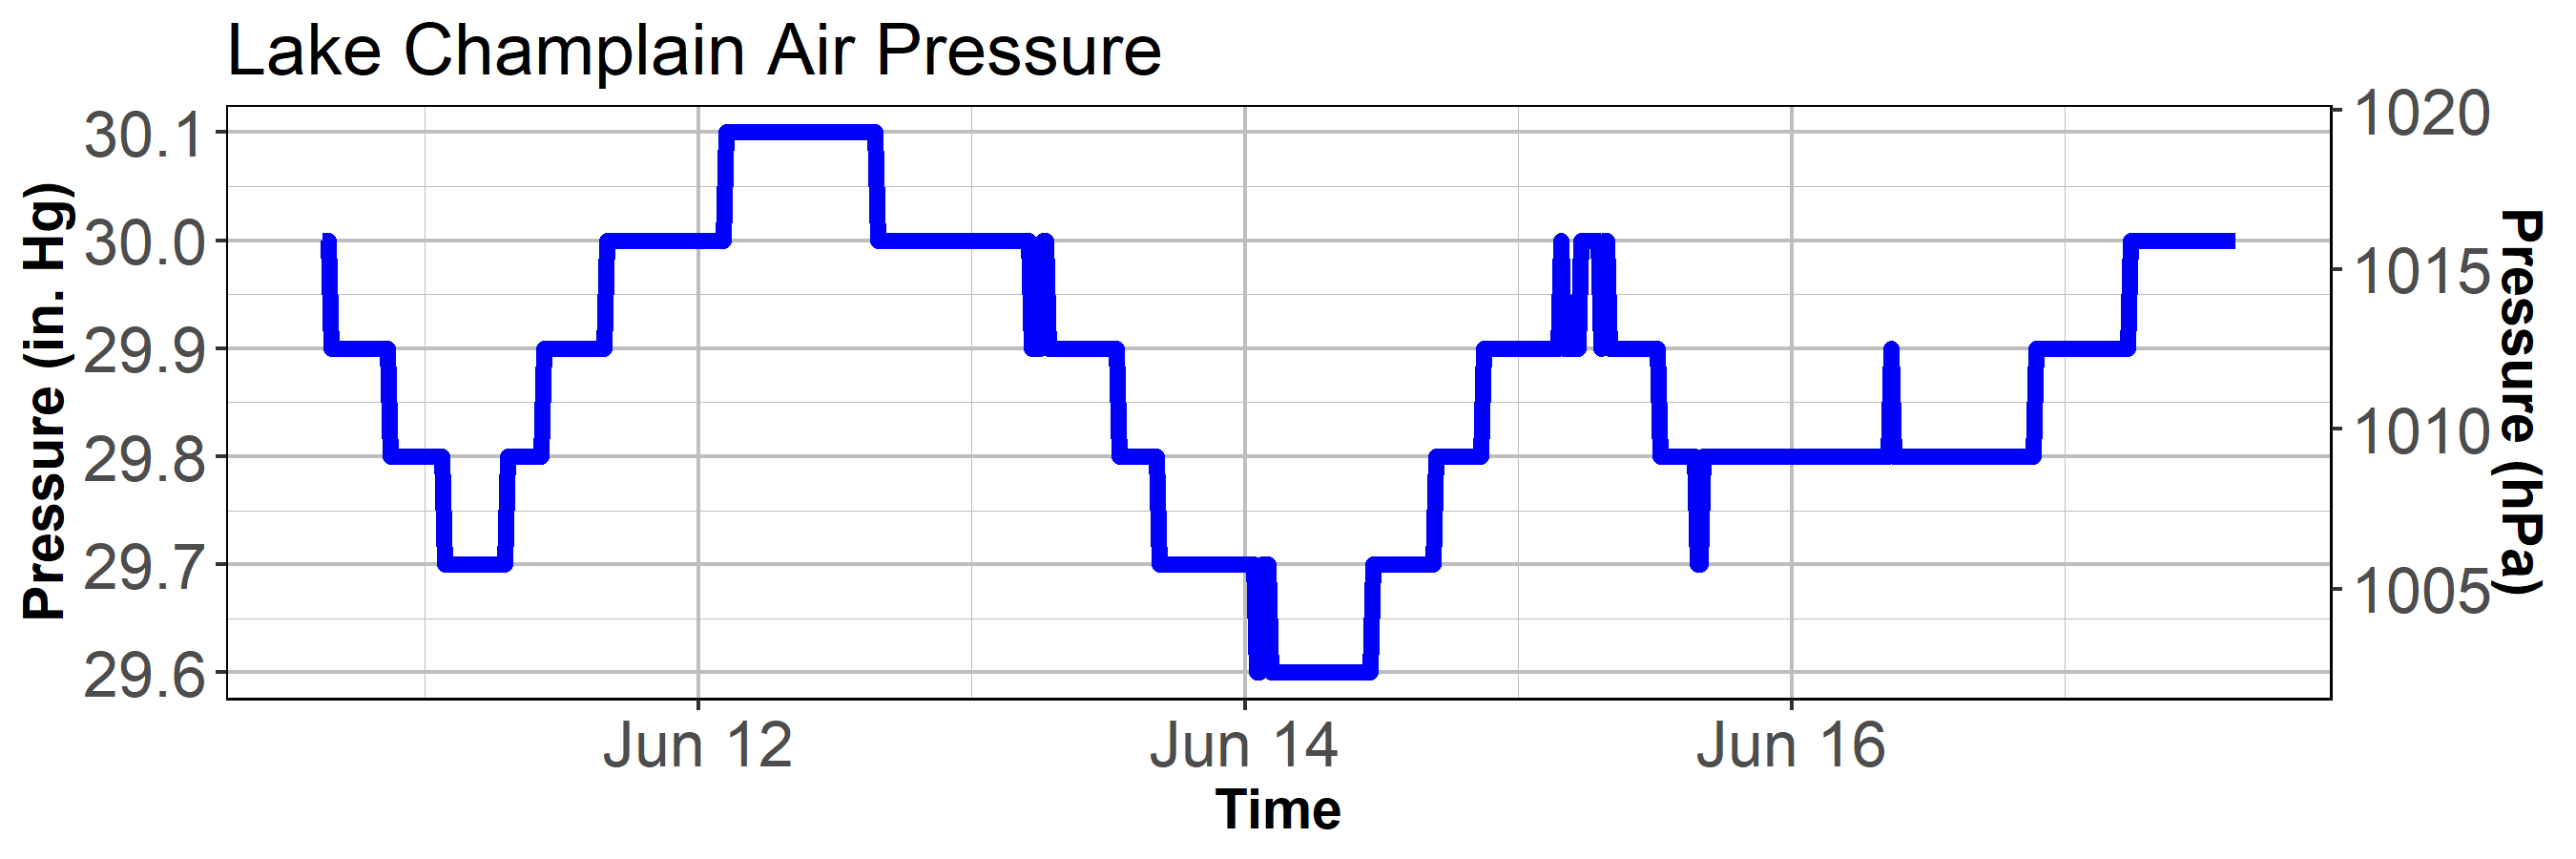 Lake Champlain Air Pressure
Pressure (in. Hg)
30.1
30.0
29.9
29.8
29.7
29.6
1020
1015
1010
1005
Pressure (hPa)
Jun 12
Jun 14
Jun 16
Time